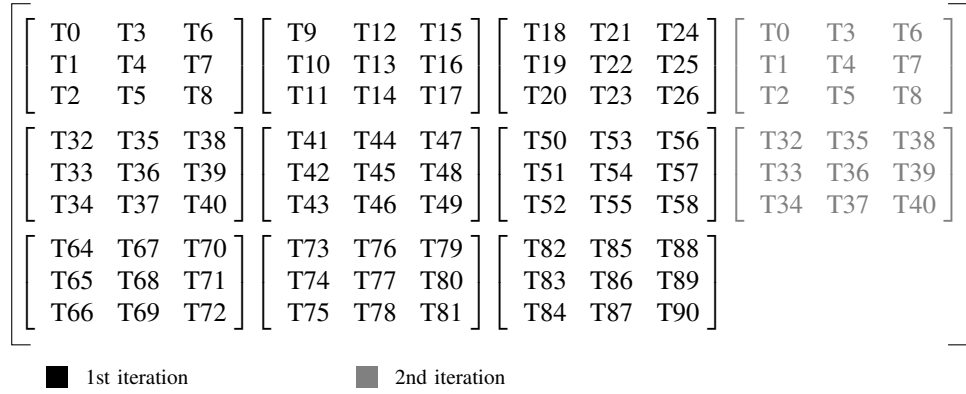 T0 T3 T6 T9 T12 T15 T18 T21 T24 T0 T3 T6
T1 T4 T7 T10 T13 T16 T19 T22 T25 T1 T4 T7
T2 T5 T8 T11 T14 T17 T20 T23 T26 T2 T5 T8
T32 T35 T38 T41 T44 T47 T50 T53 T56 T32 T35 T38
T33 T36 T39 T42 T45 T48 T51 T54 T57 T33 T36 T39
T34 T37 T40 T43 T46 T49 T52 T55 T58 T34 T37 T40
T64 T67 T70 T73 T76 T79 T82 T85 T88
T65 T68 T71 T74 T77 T80 T83 T86 T89
T66 T69 T72 T75 T78 T81 T84 T87 T90
1st iteration 2nd iteration